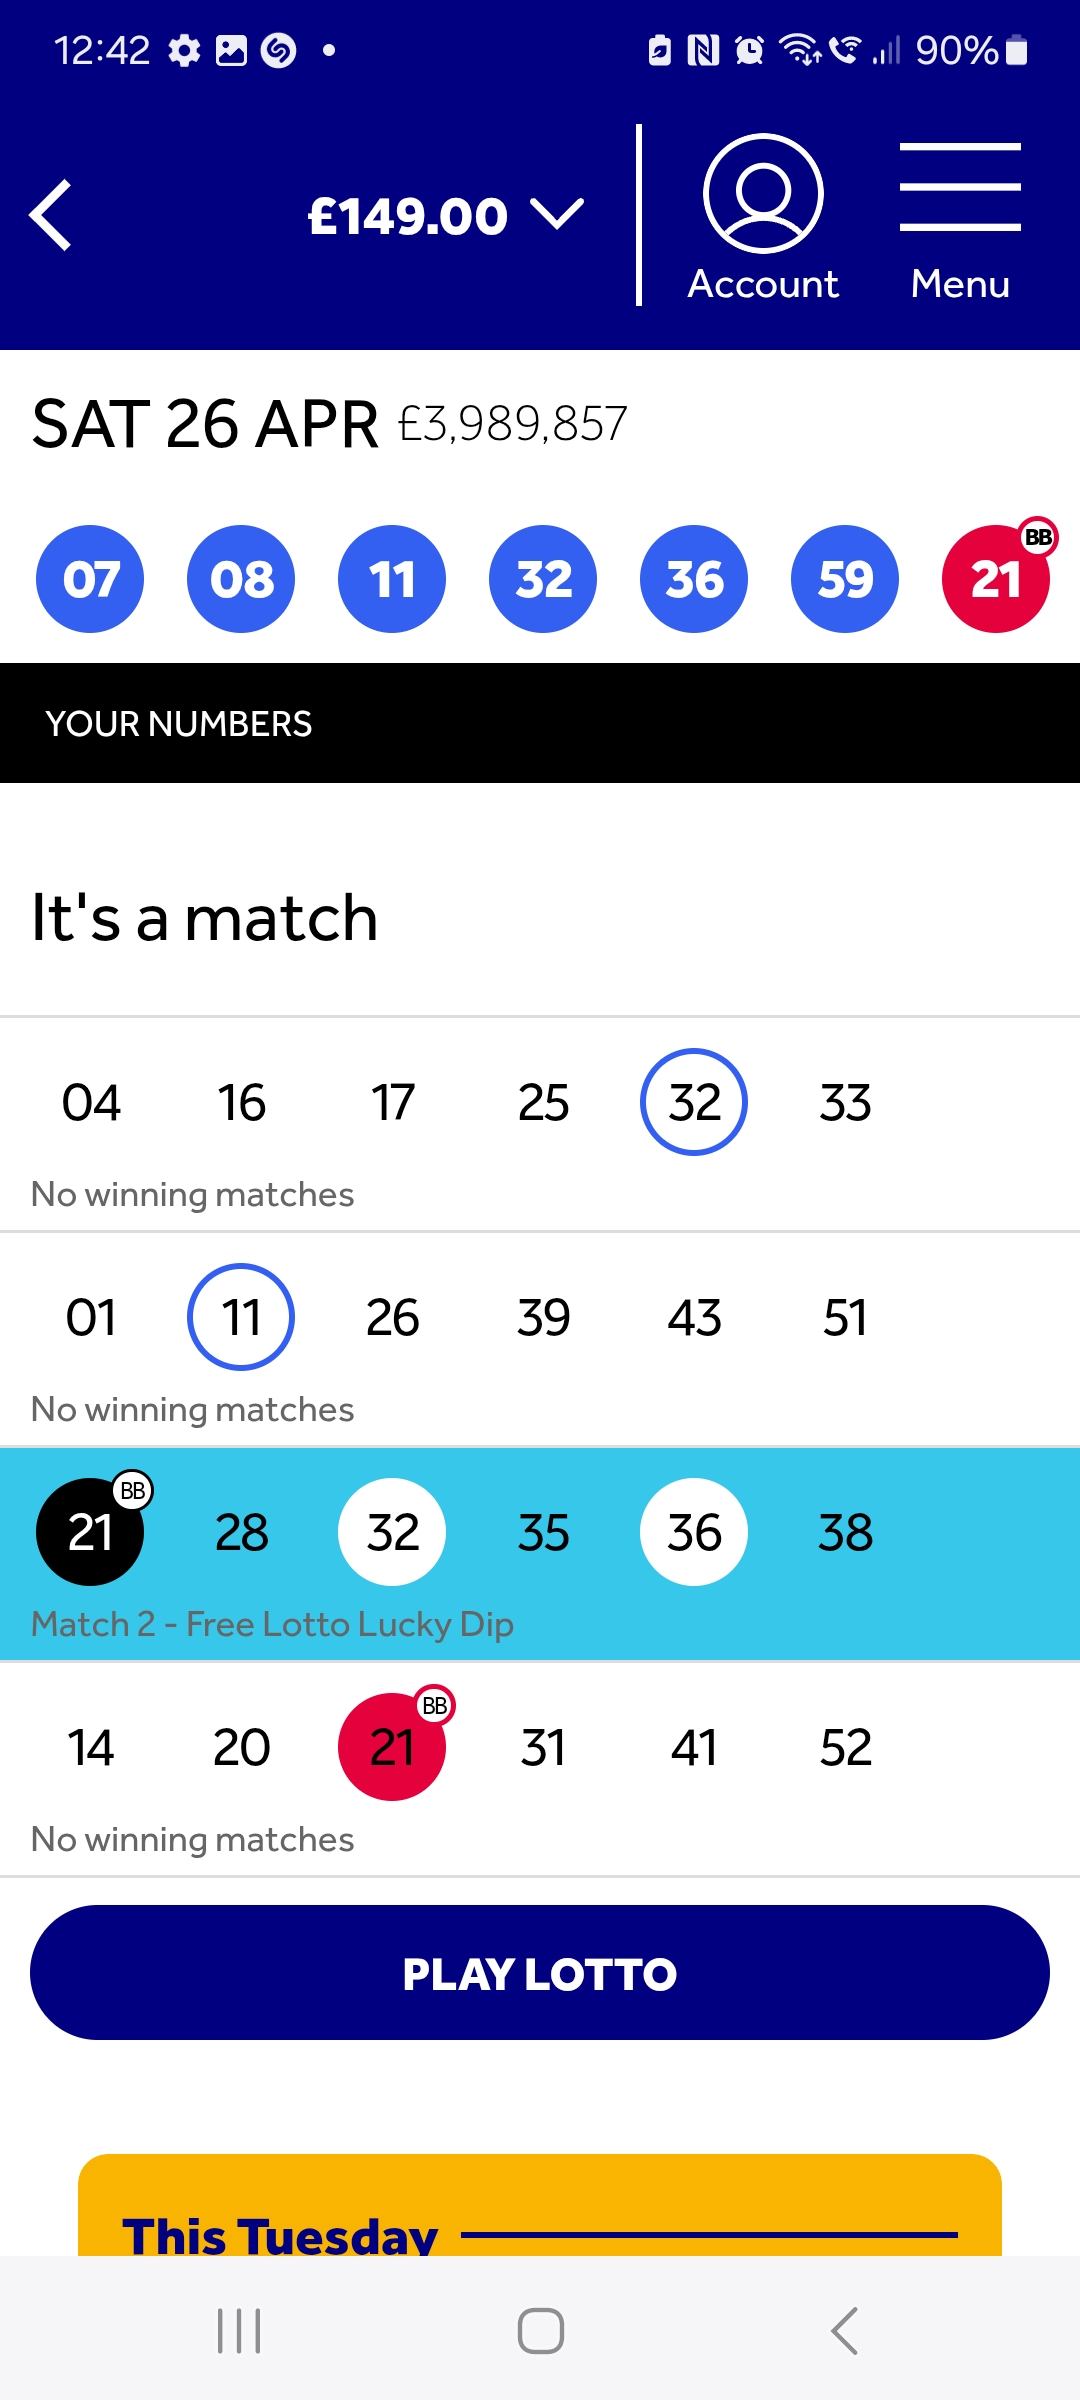 12:42 90%
£149.00
Account Menu
SAT 26 APR £3,989,857
07 08 11 32 36 59 21 BB
YOUR NUMBERS
It's a match
04 16 17 25 32 33
No winning matches
01 11 26 39 43 51
No winning matches
21 BB 28 32 35 36 38
Match 2 - Free Lotto Lucky Dip
14 20 21 BB 31 41 52
No winning matches
PLAY LOTTO
This Tuesday